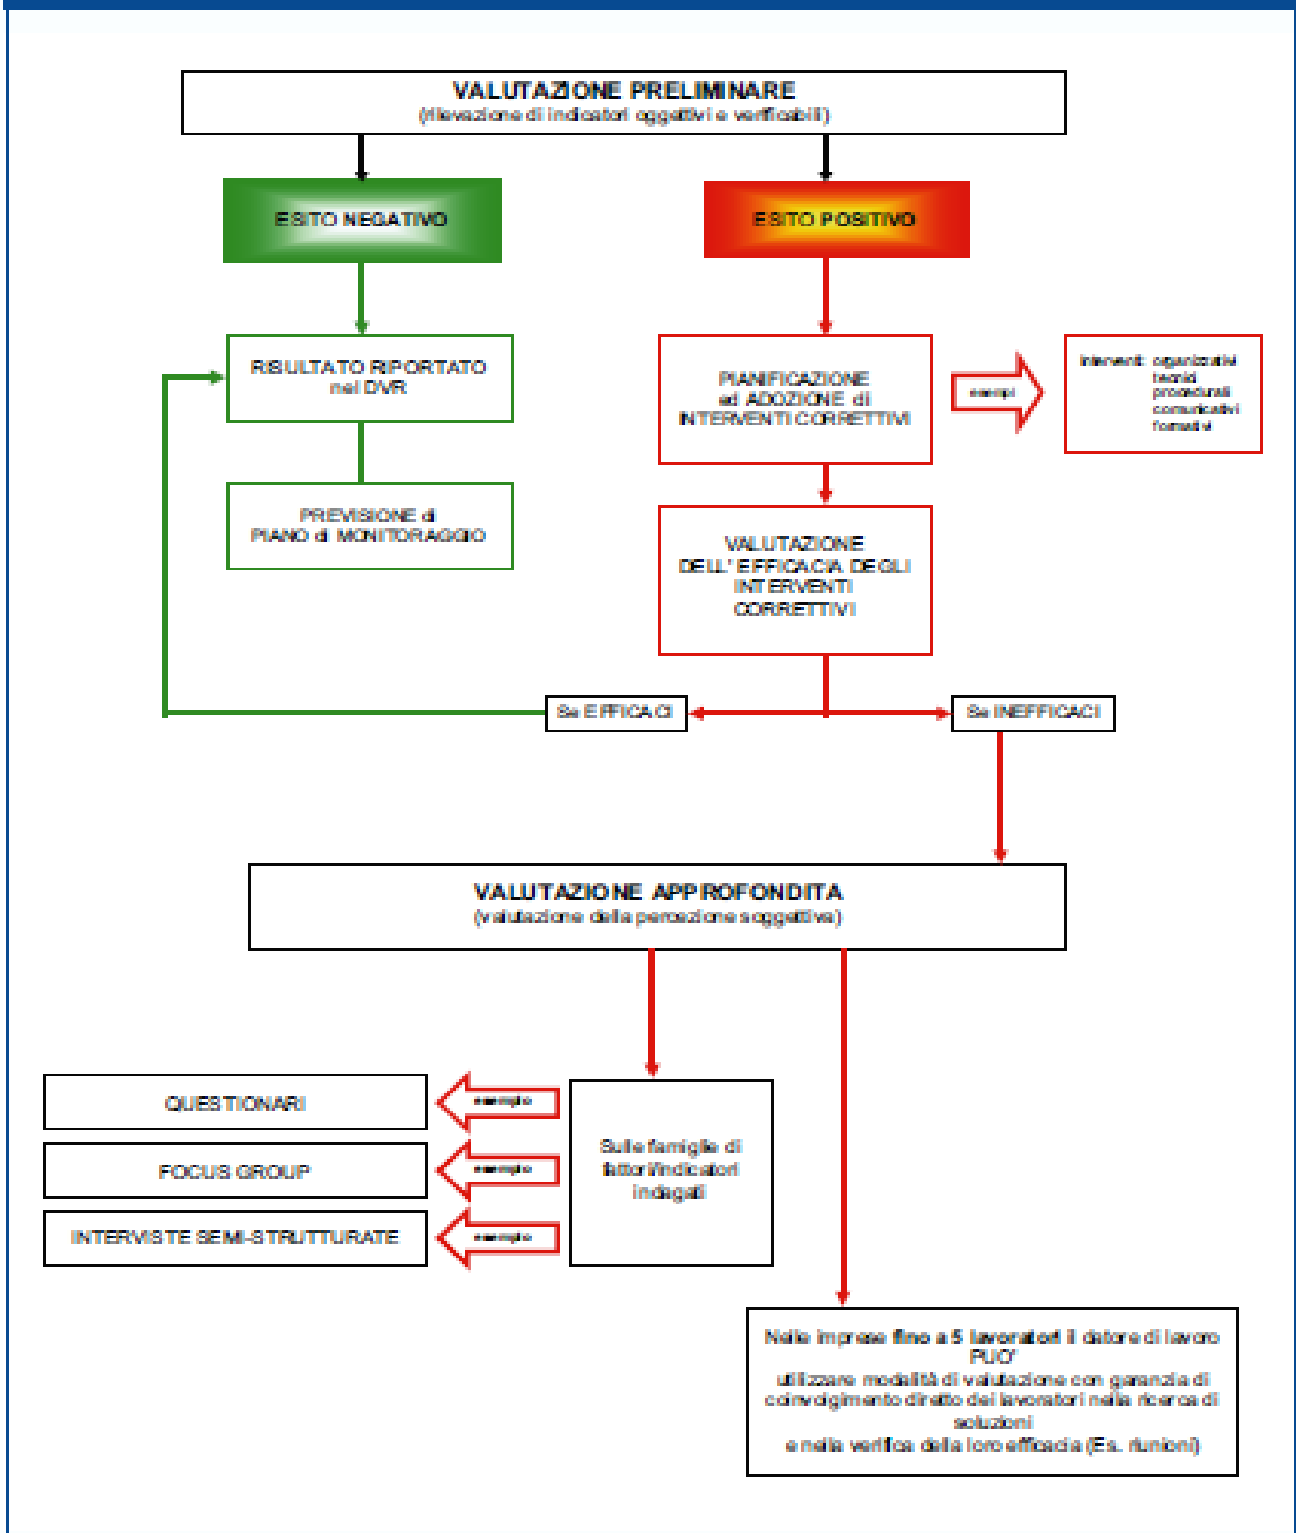 VALUTAZIONE PRELIMINARE
(rilevazione di indicatori oggettivi e verificabili)
ESITO NEGATIVO
ESITO POSITIVO
RISULTATO RIPORTATO
nel DVR
PIANIFICAZIONE
ed ADOZIONE di
INTERVENTI CORRETTIVI
esempi
Interventi: organizzativi
tecnici
procedurali
comunicativi
formativi
PREVISIONE di
PIANO di MONITORAGGIO
VALUTAZIONE
DELL' EFFICACIA DEGLI
INTERVENTI
CORRETTIVI
Se EFFICACI
Se INEFFICACI
VALUTAZIONE APPROFONDITA
(valutazione della percezione soggettiva)
QUESTIONARI
esempio
FOCUS GROUP
esempio
INTERVISTE SEMI-STRUTTURATE
esempio
Sulle famiglie di
fattori/indicatori
indagati
Nelle imprese fino a 5 lavoratori il datore di lavoro
PUO'
utilizzare modalità di valutazione con garanzia di
coinvolgimento diretto dei lavoratori nella ricerca di
soluzioni
e nella verifica della loro efficacia (Es. riunioni)